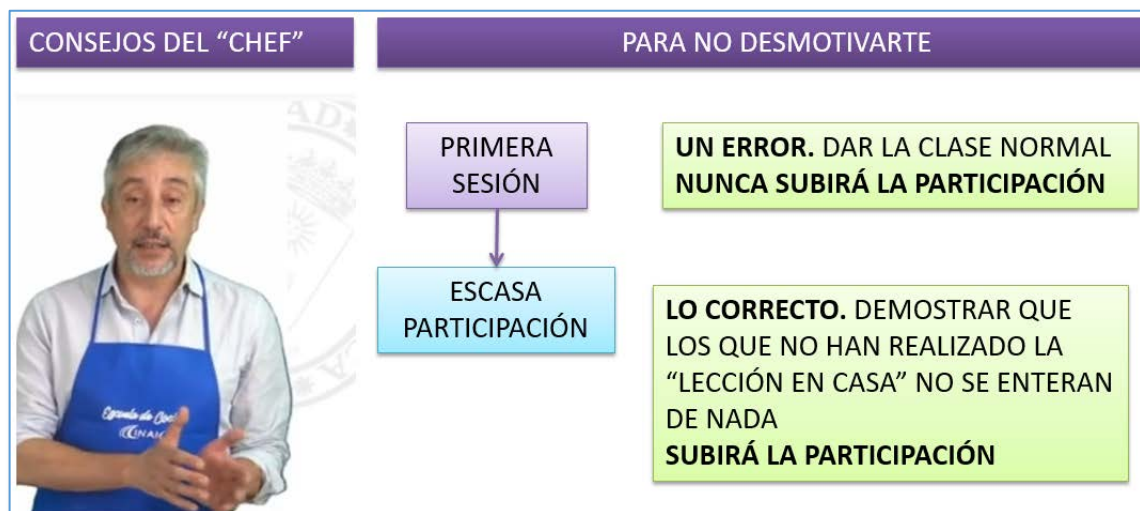 CONSEJOS DEL “CHEF”
PARA NO DESMOTIVARTE
PRIMERA
SESIÓN
ESCASA
PARTICIPACIÓN
UN ERROR. DAR LA CLASE NORMAL
NUNCA SUBIRÁ LA PARTICIPACIÓN
LO CORRECTO. DEMOSTRAR QUE
LOS QUE NO HAN REALIZADO LA
“LECCIÓN EN CASA” NO SE ENTERAN
DE NADA
SUBIRÁ LA PARTICIPACIÓN
Escuela de